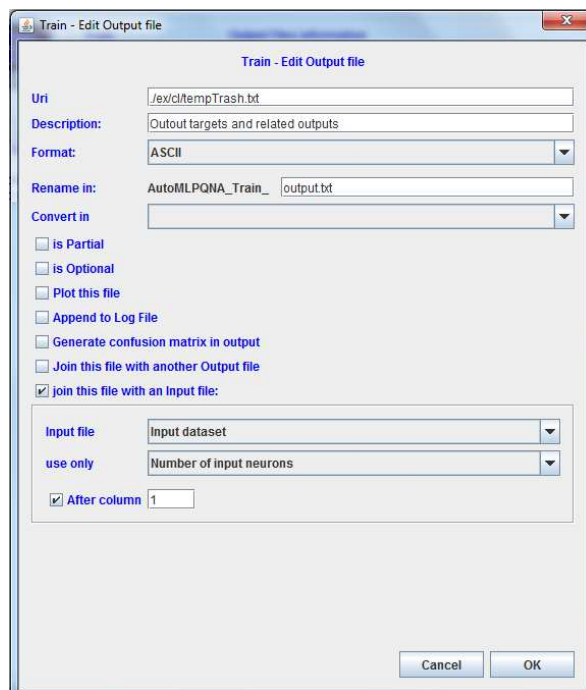 Train - Edit Output file
Train - Edit Output file
Uri ./ex/cl/tempTrash.txt
Description: Outout targets and related outputs
Format: ASCII
Rename in: AutoMLPQNA_Train_ output.txt
Convert in
is Partial
is Optional
Plot this file
Append to Log File
Generate confusion matrix in output
Join this file with another Output file
join this file with an Input file:
Input file Input dataset
use only Number of input neurons
After column 1
Cancel OK